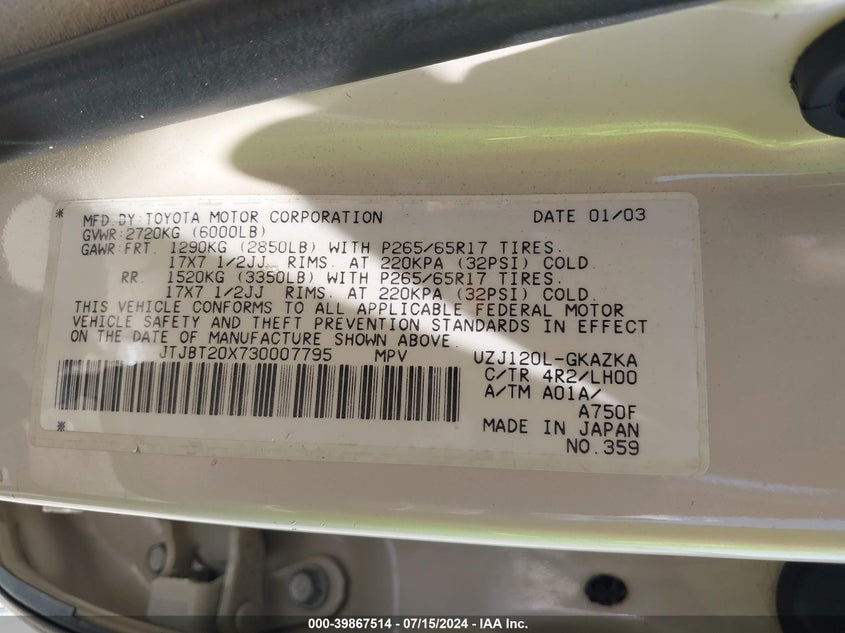 * MFD.BY:TOYOTA MOTOR CORPORATION DATE 01/03
GVWR:2720KG (6000LB)
GAWR:FRT. 1290KG (2850LB) WITH P265/65R17 TIRES.
17X7 1/2JJ RIMS. AT 220KPA (32PSI) COLD.
RR. 1520KG (3350LB) WITH P265/65R17 TIRES.
17X7 1/2JJ RIMS. AT 220KPA (32PSI) COLD.
THIS VEHICLE CONFORMS TO ALL APPLICABLE FEDERAL MOTOR
VEHICLE SAFETY AND THEFT PREVENTION STANDARDS IN EFFECT
ON THE DATE OF MANUFACTURE SHOWN ABOVE.
JTJBT20X730007795 MPV UZJ120L-GKAZKA
C/TR 4R2/LH00
A/TM A01A/
A750F
* MADE IN JAPAN
NO.359
000-39867514 - 07/15/2024 - IAA Inc.